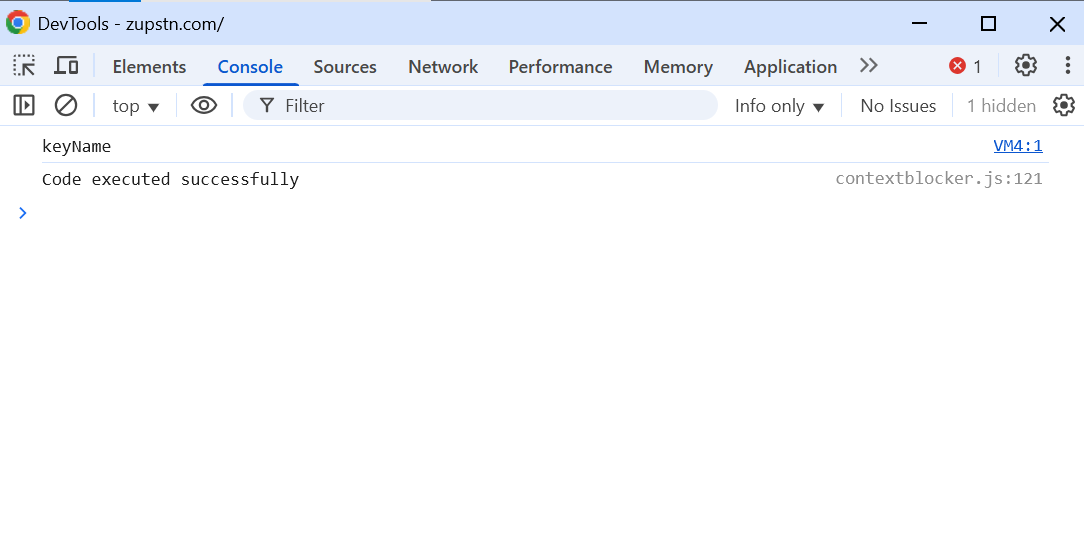 DevTools - zupstn.com/
Elements Console Sources Network Performance Memory Application 1
top Filter Info only No Issues 1 hidden
keyName VM4:1
Code executed successfully contextblocker.js:121